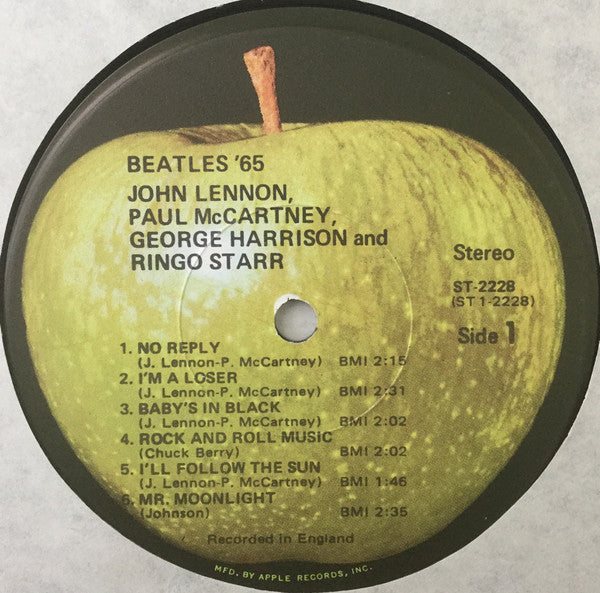 BEATLES '65
JOHN LENNON,
PAUL McCARTNEY,
GEORGE HARRISON and
RINGO STARR
Stereo
ST-2228
(ST 1-2228)
Side 1
1. NO REPLY
(J. Lennon-P. McCartney) BMI 2:15
2. I'M A LOSER
(J. Lennon-P. McCartney) BMI 2:31
3. BABY'S IN BLACK
(J. Lennon-P. McCartney) BMI 2:02
4. ROCK AND ROLL MUSIC
(Chuck Berry) BMI 2:02
5. I'LL FOLLOW THE SUN
(J. Lennon-P. McCartney) BMI 1:46
6. MR. MOONLIGHT
(Johnson) BMI 2:35
Recorded in England
MFD. BY APPLE RECORDS, INC.